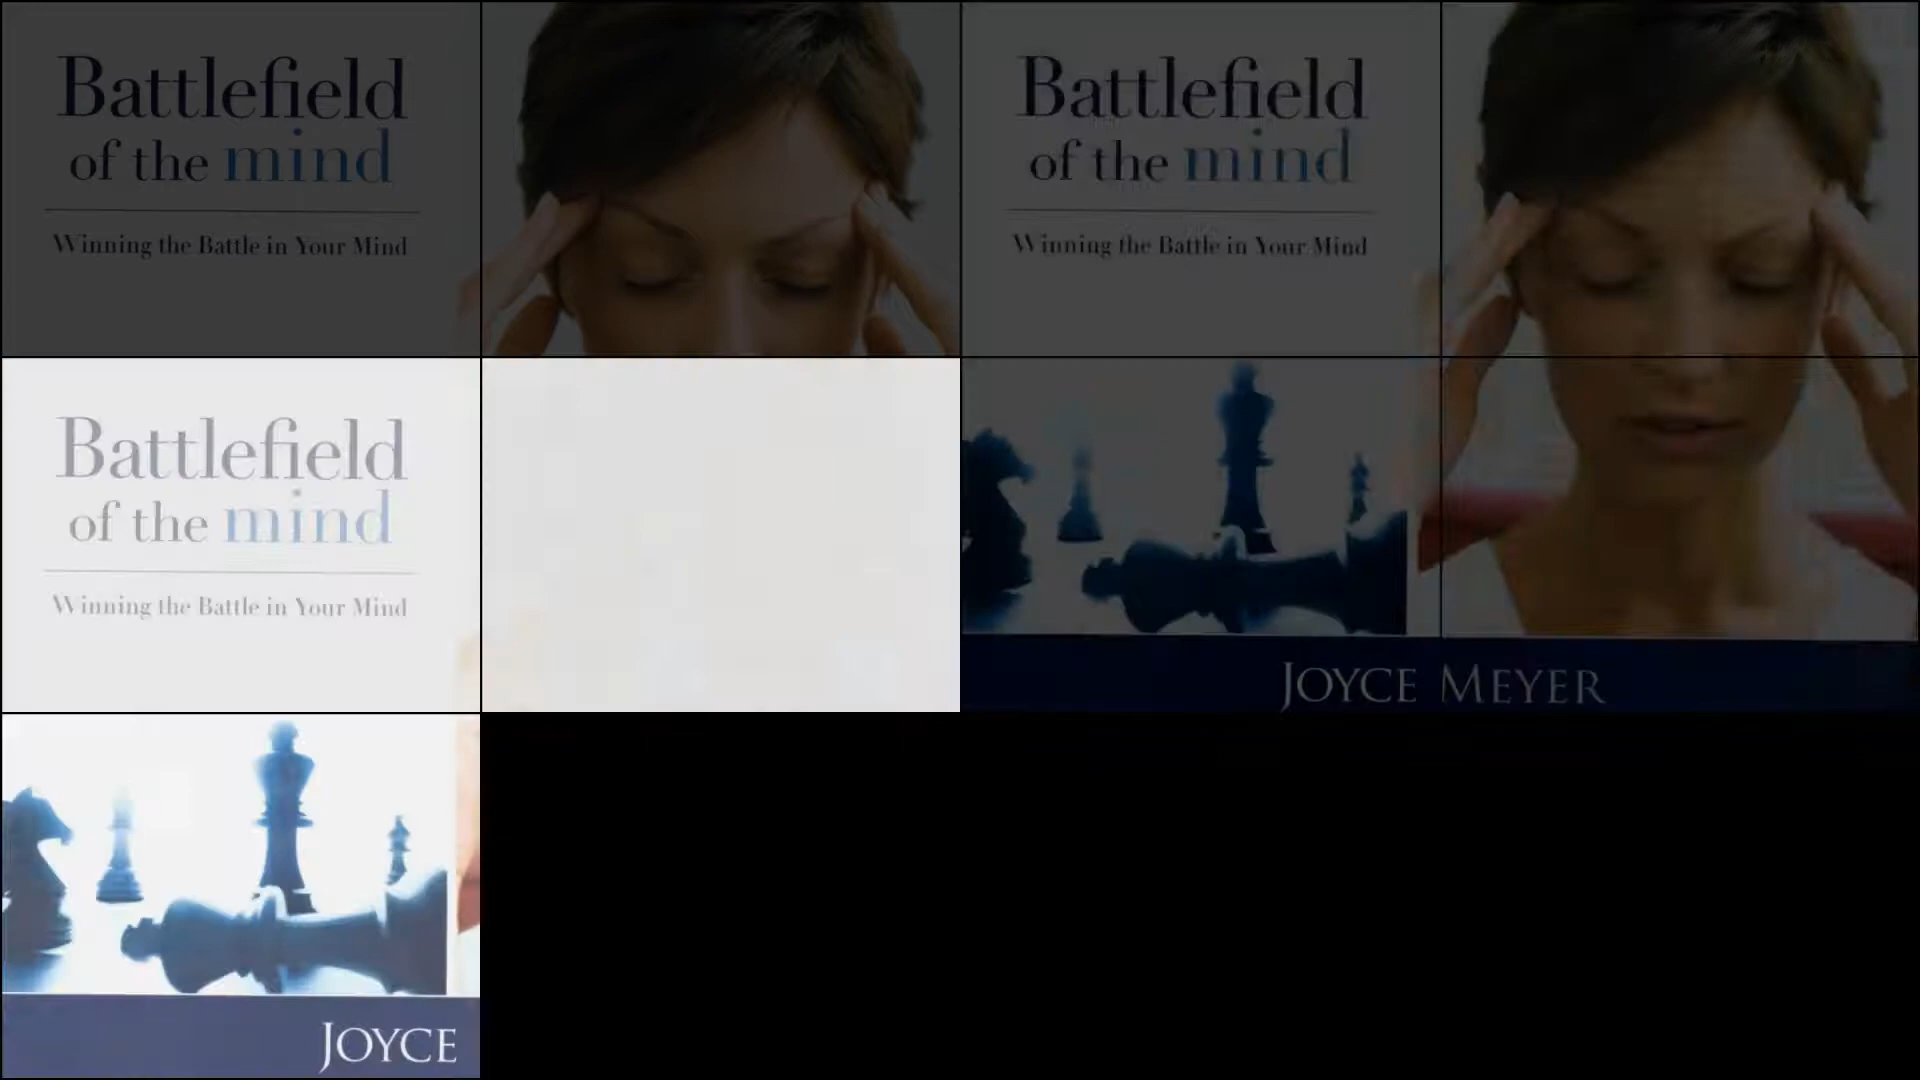 Battlefield
of the mind
Winning the Battle in Your Mind
Battlefield
of the mind
Winning the Battle in Your Mind
Battlefield
of the mind
Winning the Battle in Your Mind
JOYCE MEYER
JOYCE